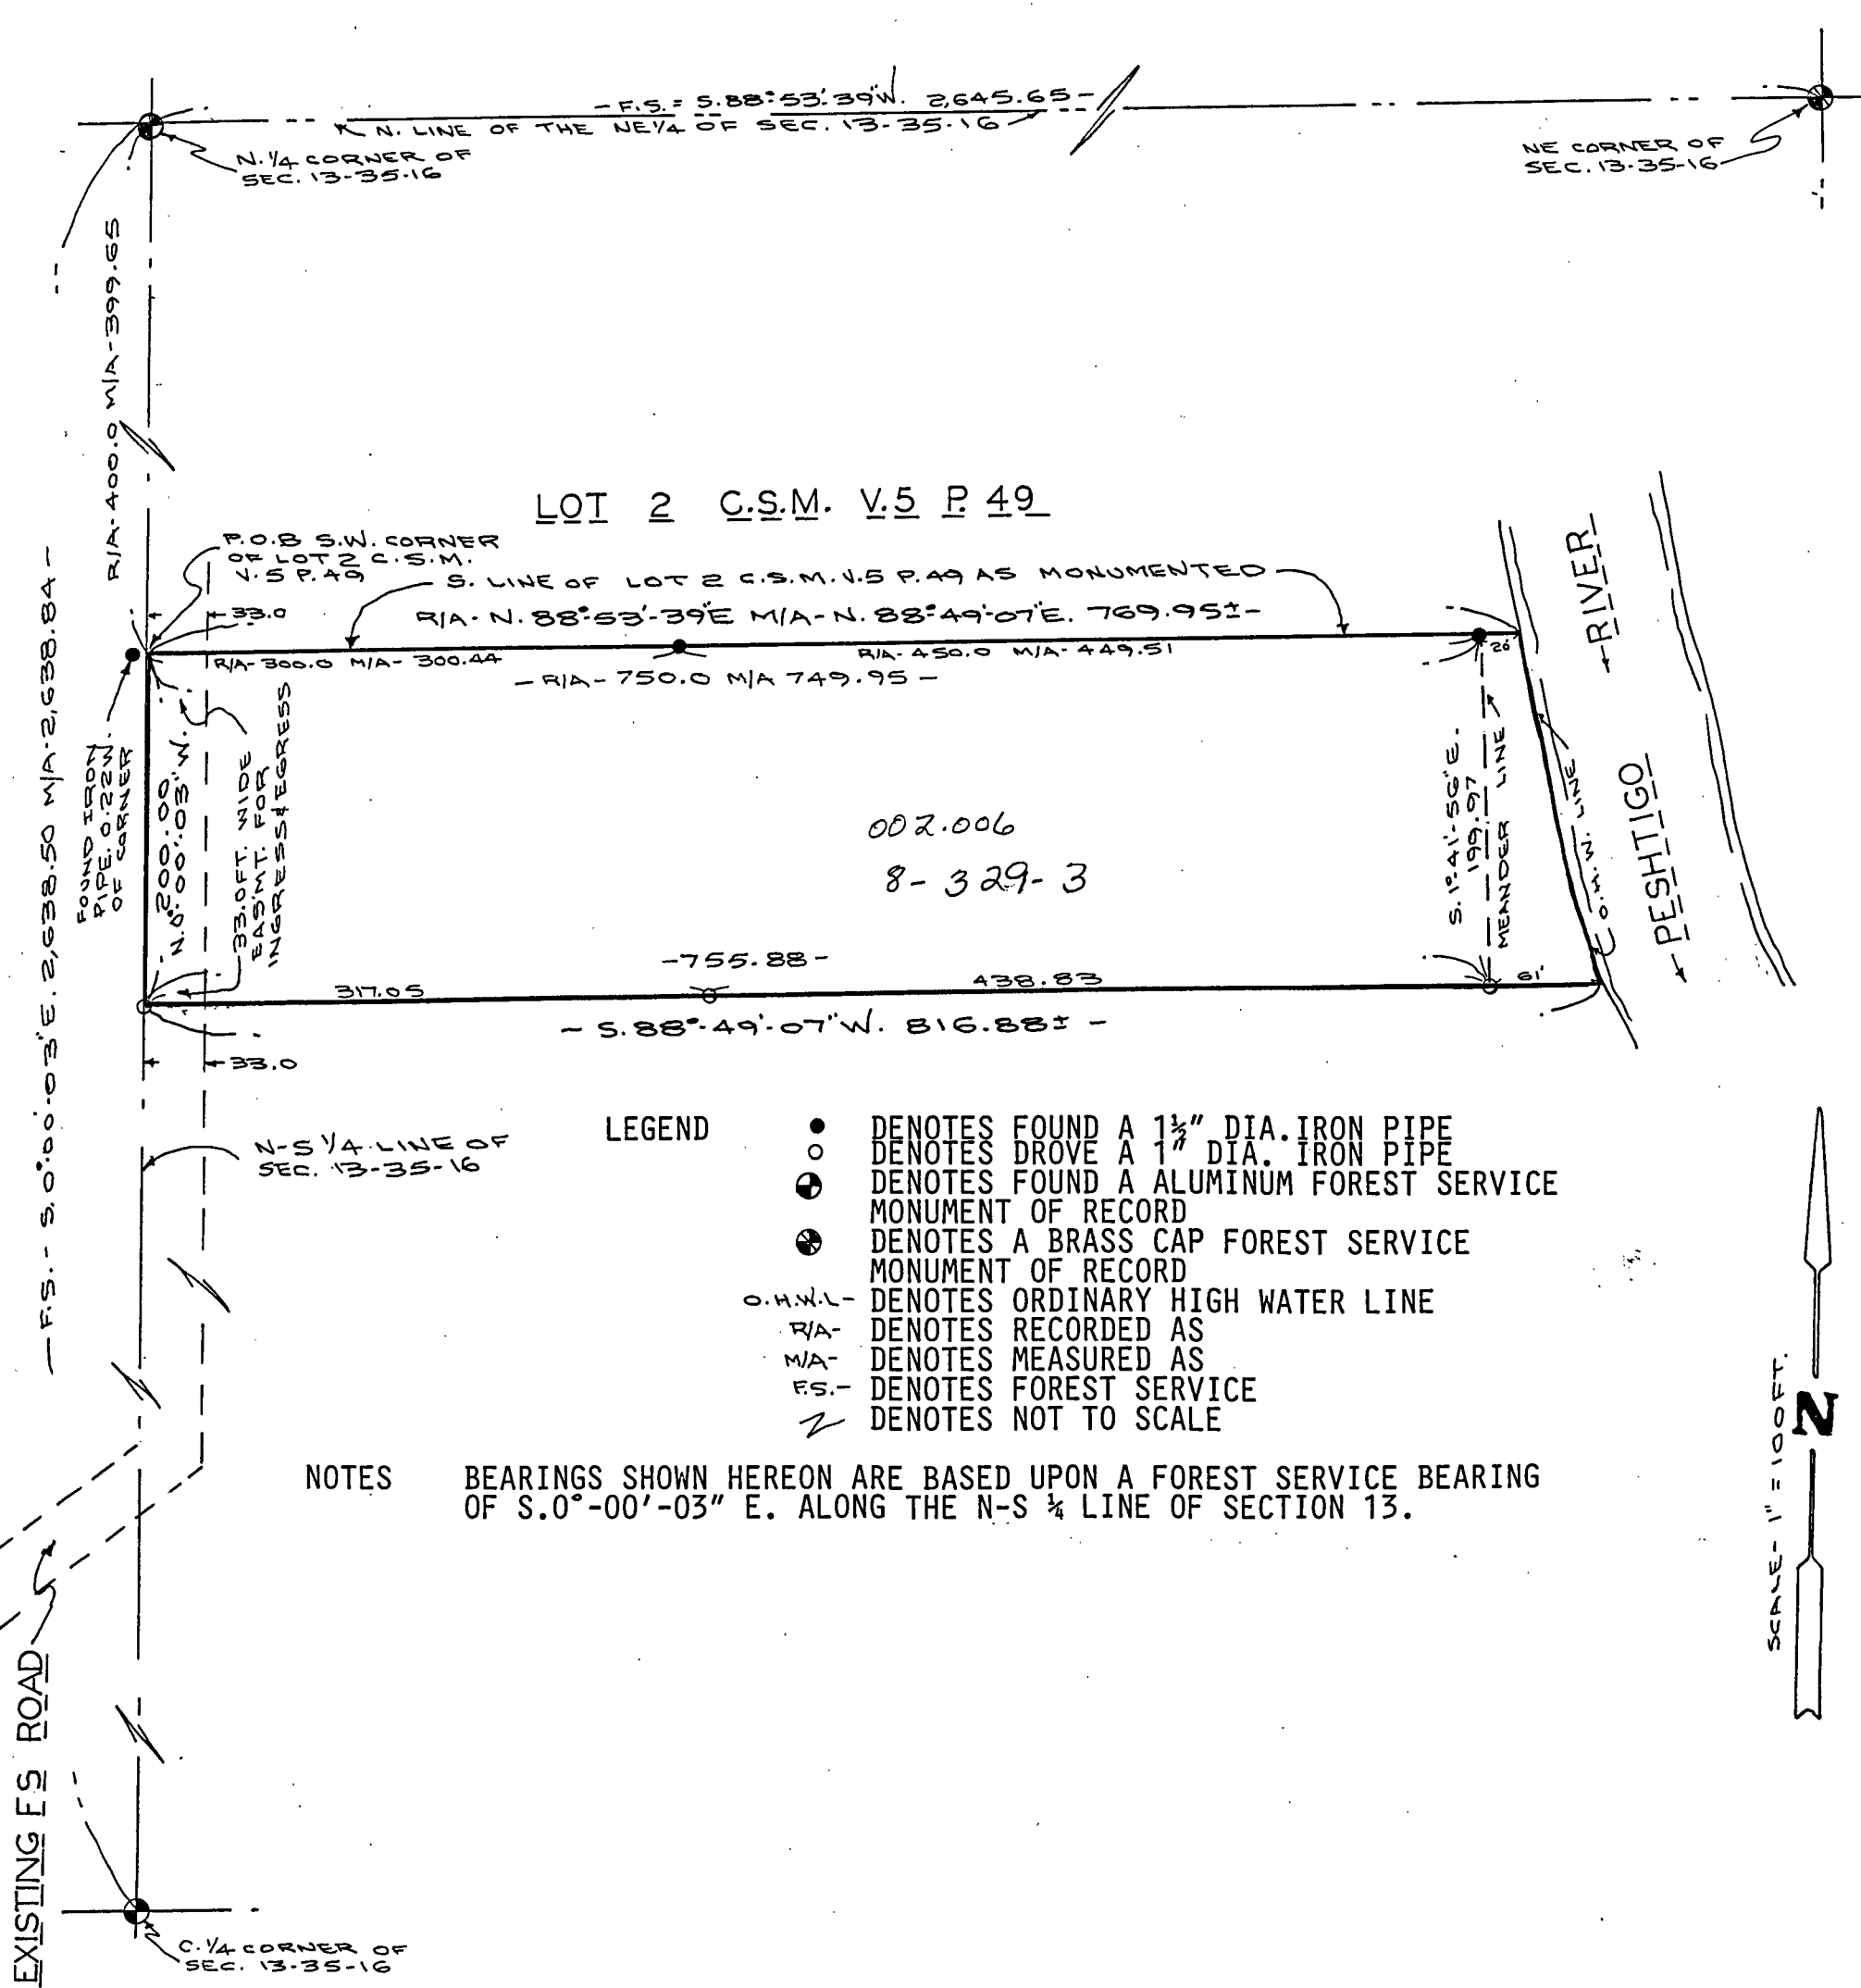 - F.S. = S.88°-53'-39"W. 2,645.65 -
N. LINE OF THE NE 1/4 OF SEC. 13-35-16
N. 1/4 CORNER OF
SEC. 13-35-16
NE CORNER OF
SEC. 13-35-16
R/A-400.0 M/A-399.65
- F.S. - S.0°-00'-03"E. 2,638.50 M/A-2,638.84 -
LOT 2 C.S.M. V.5 P. 49
P.O.B S.W. CORNER
OF LOT 2 C.S.M.
V.5 P.49
S. LINE OF LOT 2 C.S.M. V.5 P.49 AS MONUMENTED
33.0
R/A- N. 88°-53'-39"E M/A- N. 88°-49'-07"E. 769.95± -
R/A- 300.0 M/A- 300.44
R/A- 450.0 M/A- 449.51
20'
- R/A- 750.0 M/A 749.95 -
FOUND IRON
PIPE. 0.22W.
OF CORNER
200.00
N.0°-00'-03"W.
33.0FT. WIDE
EAS'MT. FOR
INGRESS & EGRESS
002.006
8-329-3
S.1°-41'-56"E.
199.97
MEANDER LINE
O.H.W. LINE
RIVER
PESHTIGO
-755.88-
317.05
438.83
61'
- S.88°-49'-07"W. 816.88± -
33.0
N-S 1/4 LINE OF
SEC. 13-35-16
LEGEND
DENOTES FOUND A 1½" DIA. IRON PIPE
DENOTES DROVE A 1" DIA. IRON PIPE
DENOTES FOUND A ALUMINUM FOREST SERVICE
MONUMENT OF RECORD
DENOTES A BRASS CAP FOREST SERVICE
MONUMENT OF RECORD
O.H.W.L- DENOTES ORDINARY HIGH WATER LINE
R/A- DENOTES RECORDED AS
M/A- DENOTES MEASURED AS
F.S.- DENOTES FOREST SERVICE
DENOTES NOT TO SCALE
NOTES BEARINGS SHOWN HEREON ARE BASED UPON A FOREST SERVICE BEARING
OF S.0°-00'-03" E. ALONG THE N-S ¼ LINE OF SECTION 13.
SCALE- 1" = 100FT.
N
EXISTING FS ROAD
C. 1/4 CORNER OF
SEC. 13-35-16